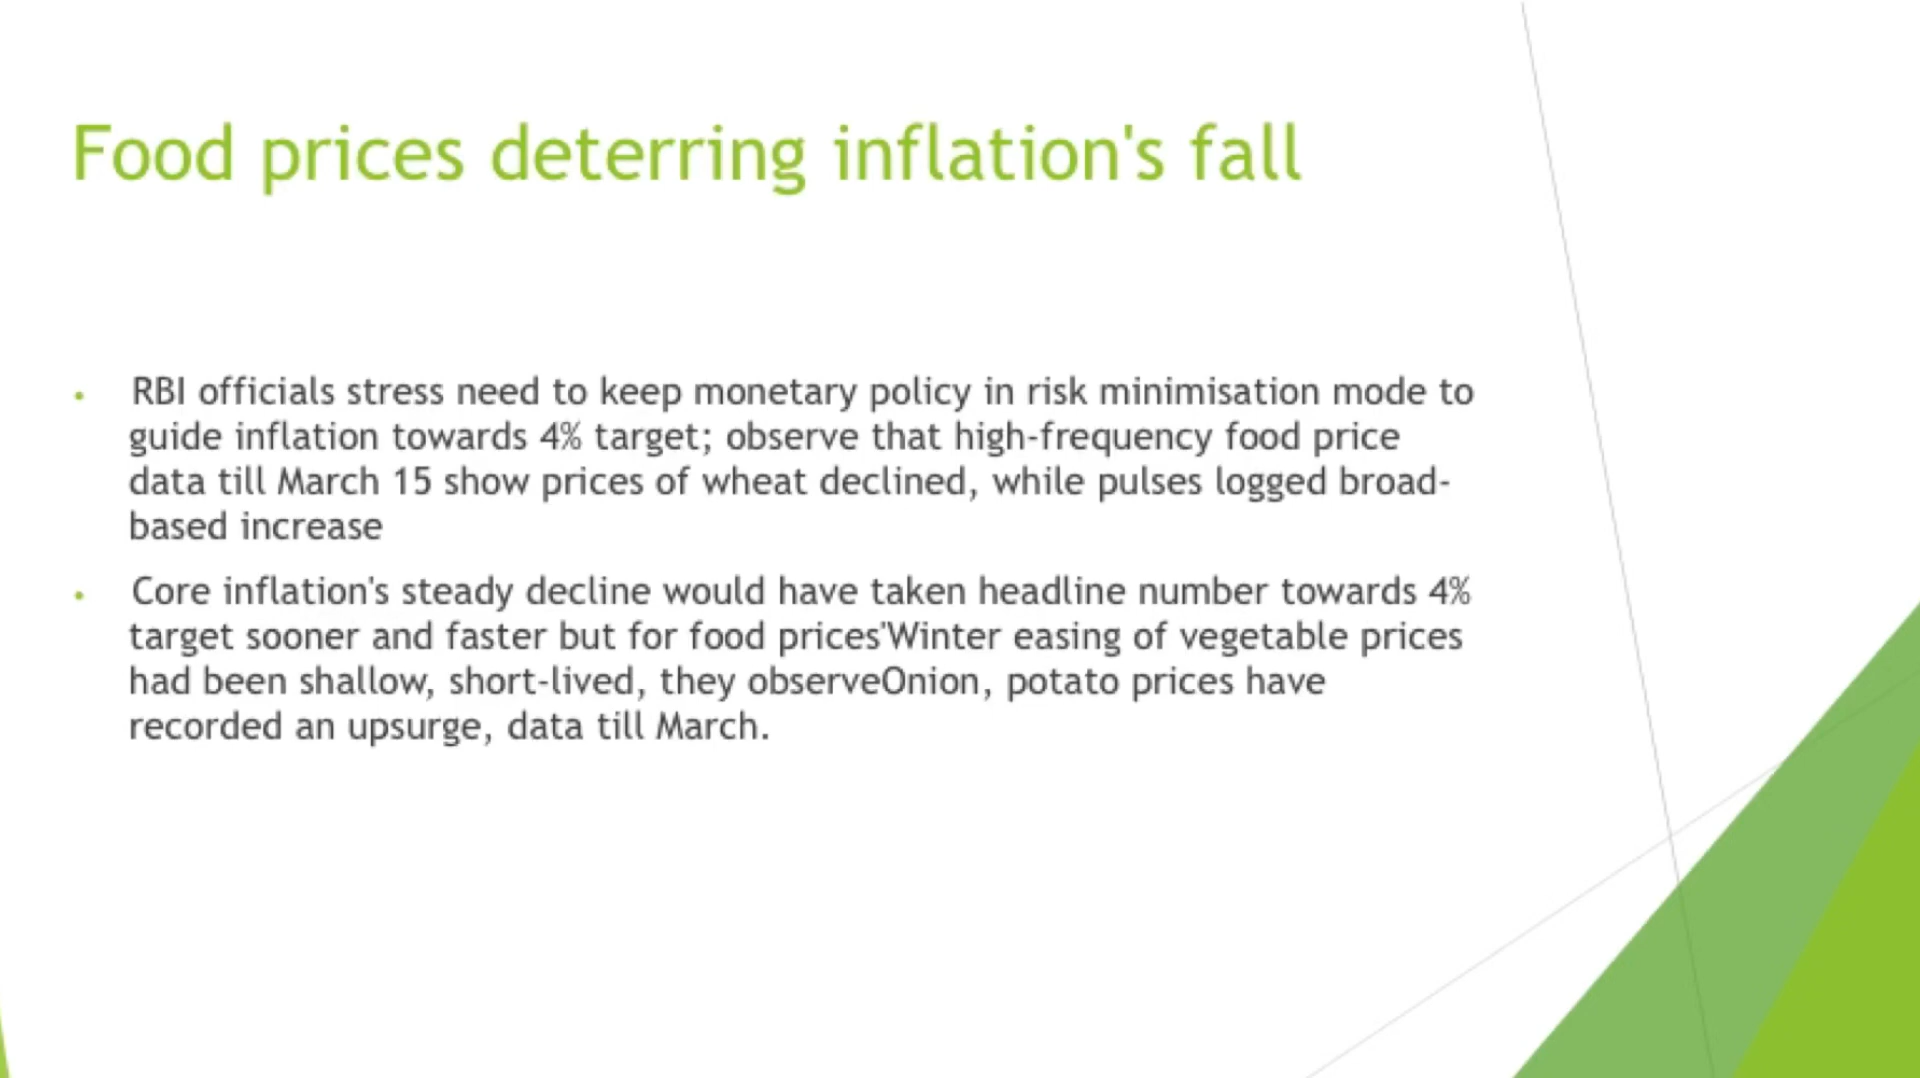 Food prices deterring inflation's fall
• RBI officials stress need to keep monetary policy in risk minimisation mode to
guide inflation towards 4% target; observe that high-frequency food price
data till March 15 show prices of wheat declined, while pulses logged broad-
based increase
• Core inflation's steady decline would have taken headline number towards 4%
target sooner and faster but for food prices'Winter easing of vegetable prices
had been shallow, short-lived, they observeOnion, potato prices have
recorded an upsurge, data till March.